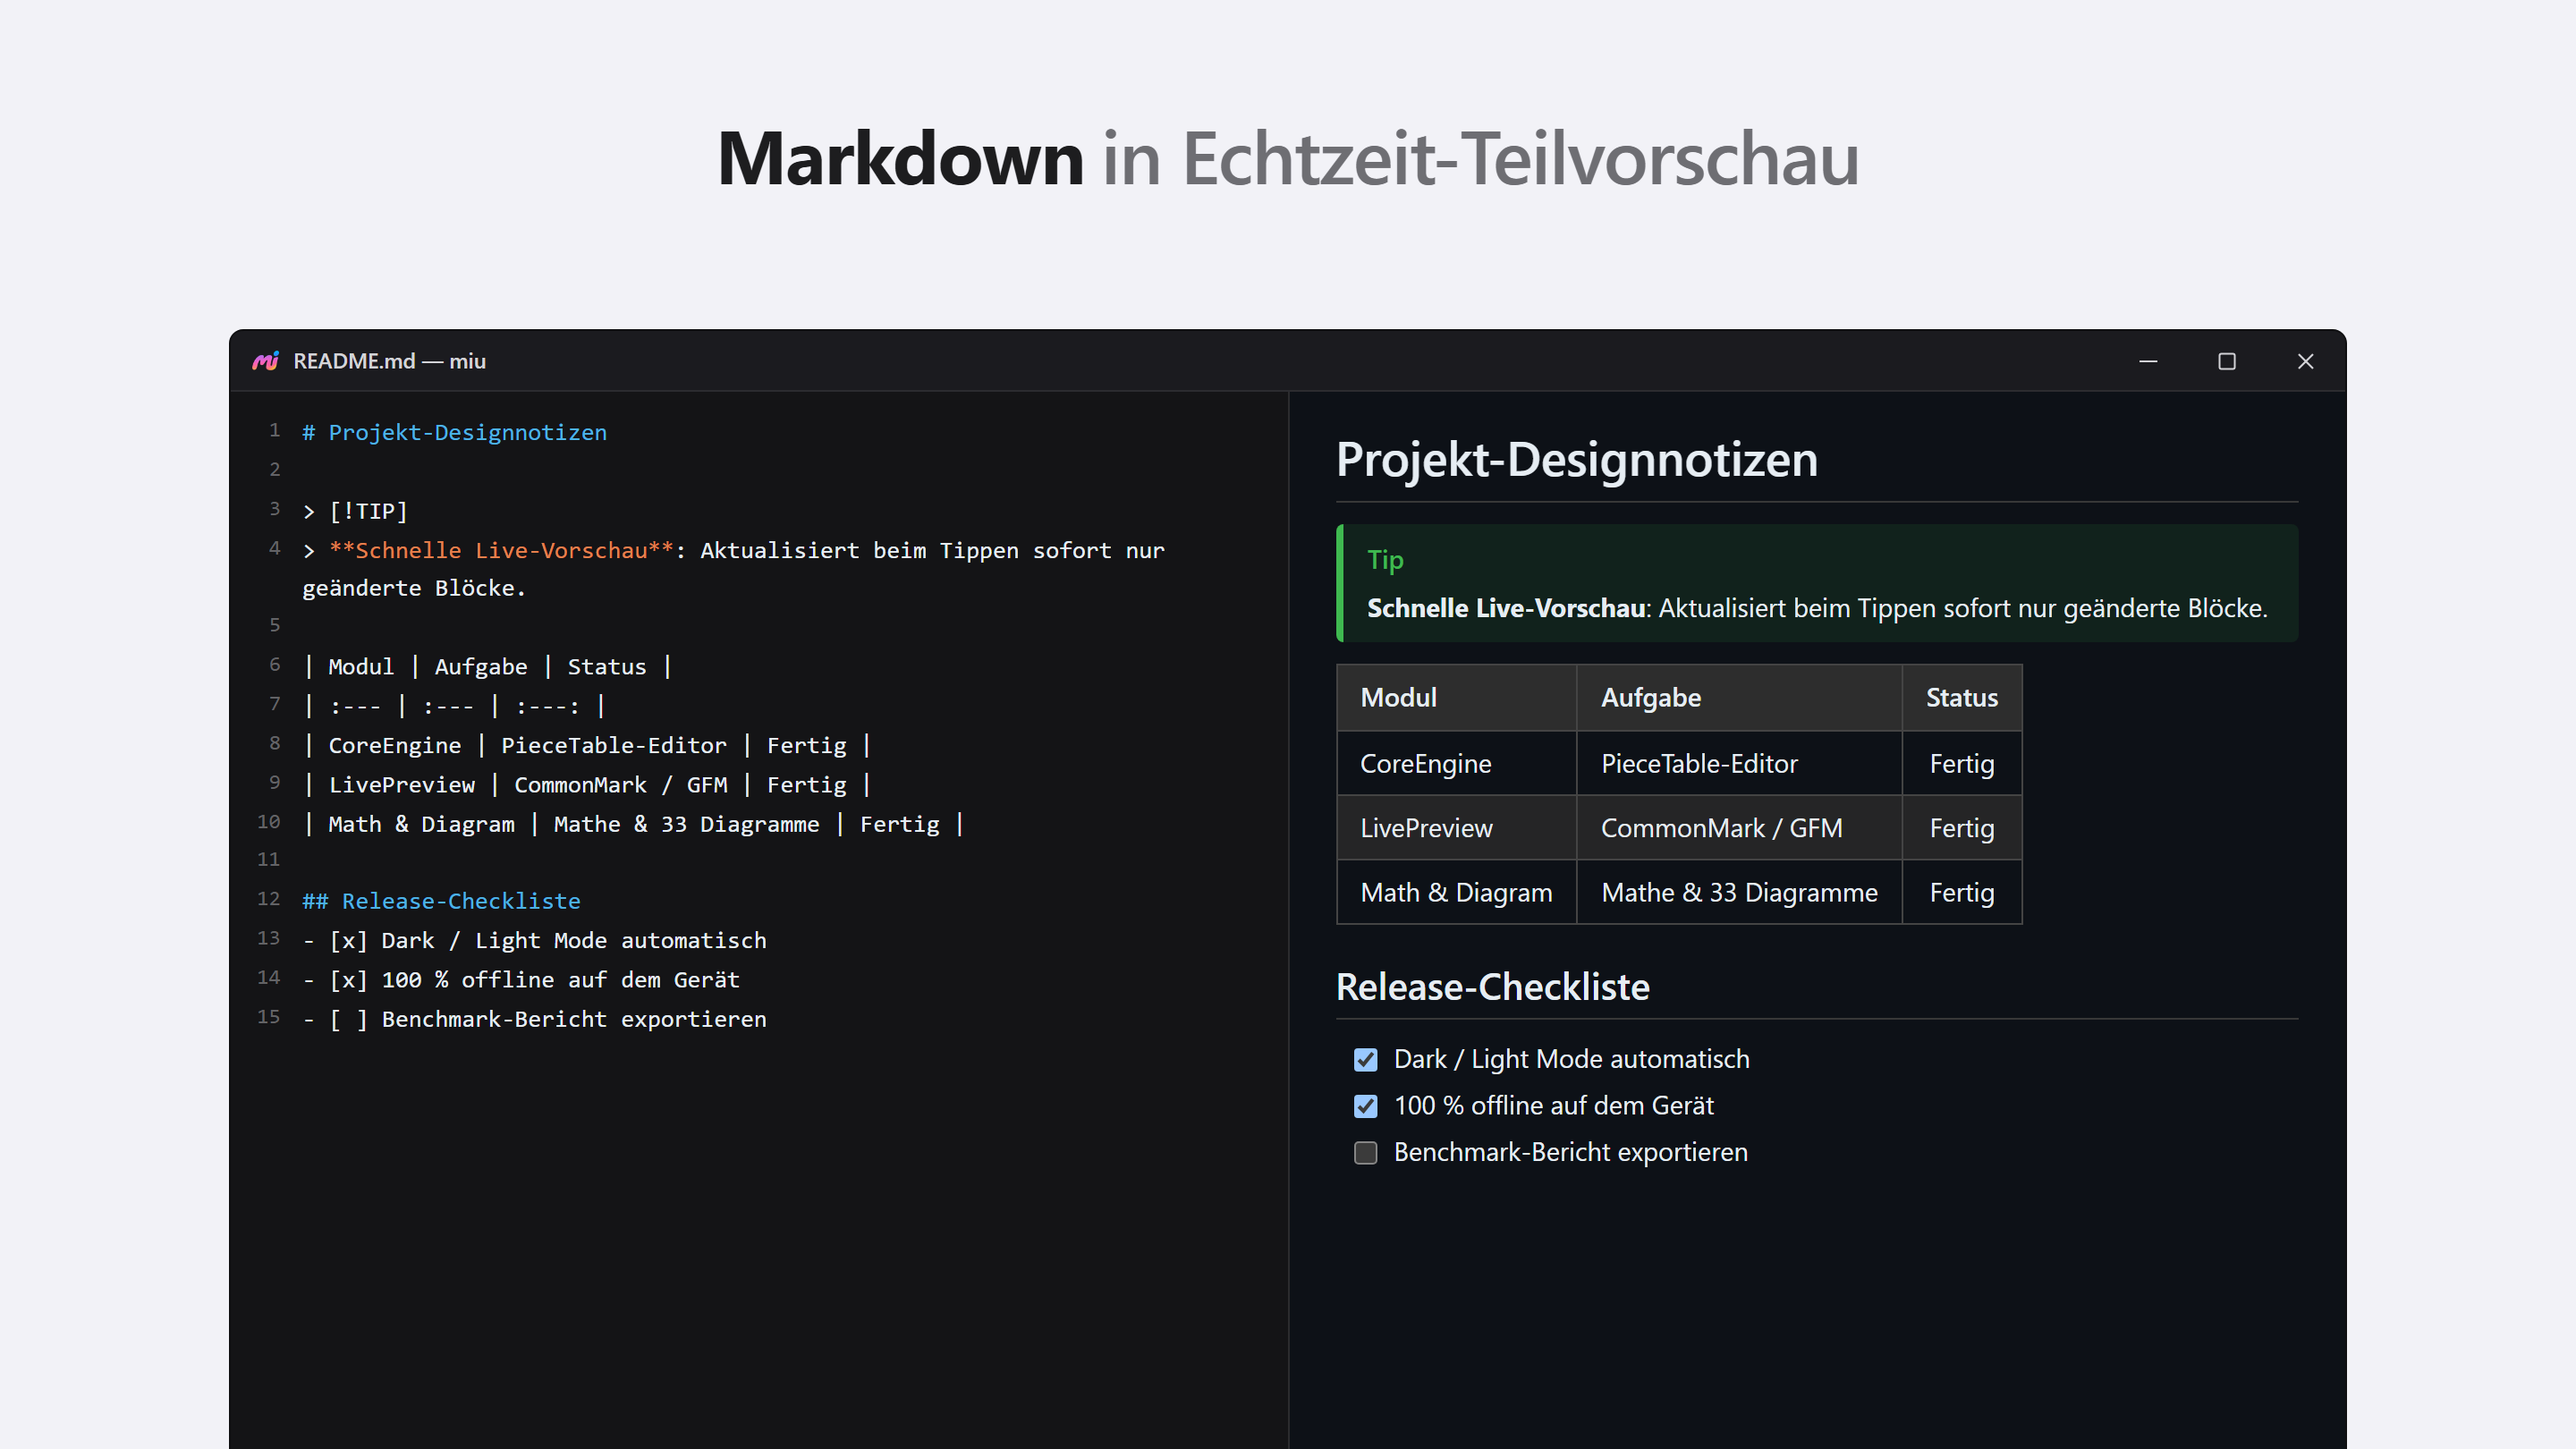 Markdown in Echtzeit-Teilvorschau
mi README.md — miu
1 # Projekt-Designnotizen
2
3 > [!TIP]
4 > **Schnelle Live-Vorschau**: Aktualisiert beim Tippen sofort nur
geänderte Blöcke.
5
6 | Modul | Aufgabe | Status |
7 | :--- | :--- | :---: |
8 | CoreEngine | PieceTable-Editor | Fertig |
9 | LivePreview | CommonMark / GFM | Fertig |
10 | Math & Diagram | Mathe & 33 Diagramme | Fertig |
11
12 ## Release-Checkliste
13 - [x] Dark / Light Mode automatisch
14 - [x] 100 % offline auf dem Gerät
15 - [ ] Benchmark-Bericht exportieren
Projekt-Designnotizen
Tip
Schnelle Live-Vorschau: Aktualisiert beim Tippen sofort nur geänderte Blöcke.
Modul Aufgabe Status
CoreEngine PieceTable-Editor Fertig
LivePreview CommonMark / GFM Fertig
Math & Diagram Mathe & 33 Diagramme Fertig
Release-Checkliste
Dark / Light Mode automatisch
100 % offline auf dem Gerät
Benchmark-Bericht exportieren